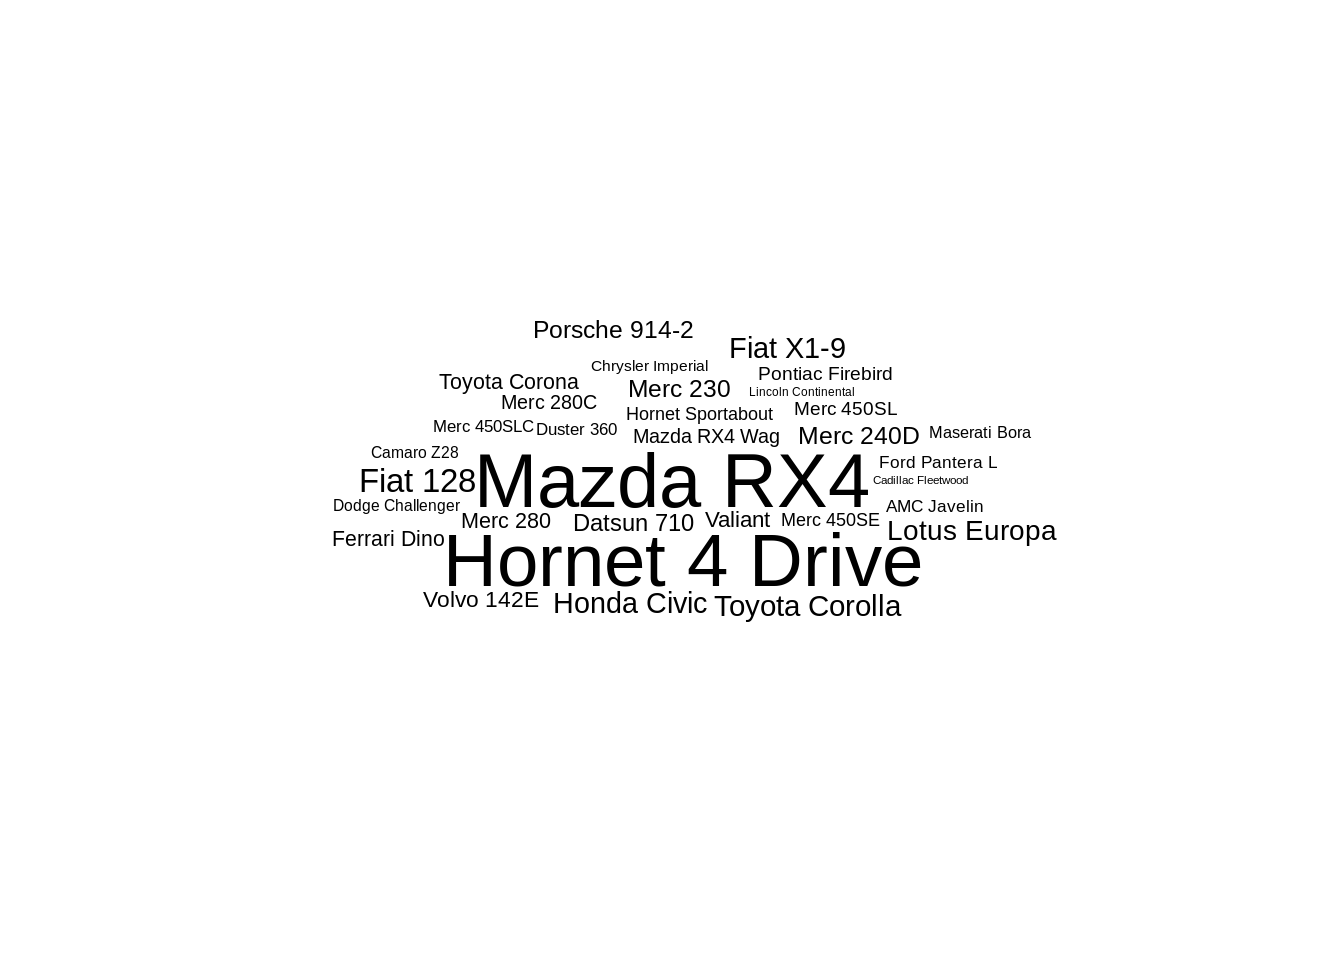 Porsche 914-2
Fiat X1-9
Chrysler Imperial
Pontiac Firebird
Toyota Corona
Merc 230
Lincoln Continental
Merc 280C
Hornet Sportabout
Merc 450SL
Merc 450SLC
Duster 360
Mazda RX4 Wag
Merc 240D
Maserati Bora
Camaro Z28
Ford Pantera L
Fiat 128
Mazda RX4
Cadillac Fleetwood
Dodge Challenger
AMC Javelin
Merc 280
Datsun 710
Valiant
Merc 450SE
Lotus Europa
Ferrari Dino
Hornet 4 Drive
Volvo 142E
Honda Civic
Toyota Corolla